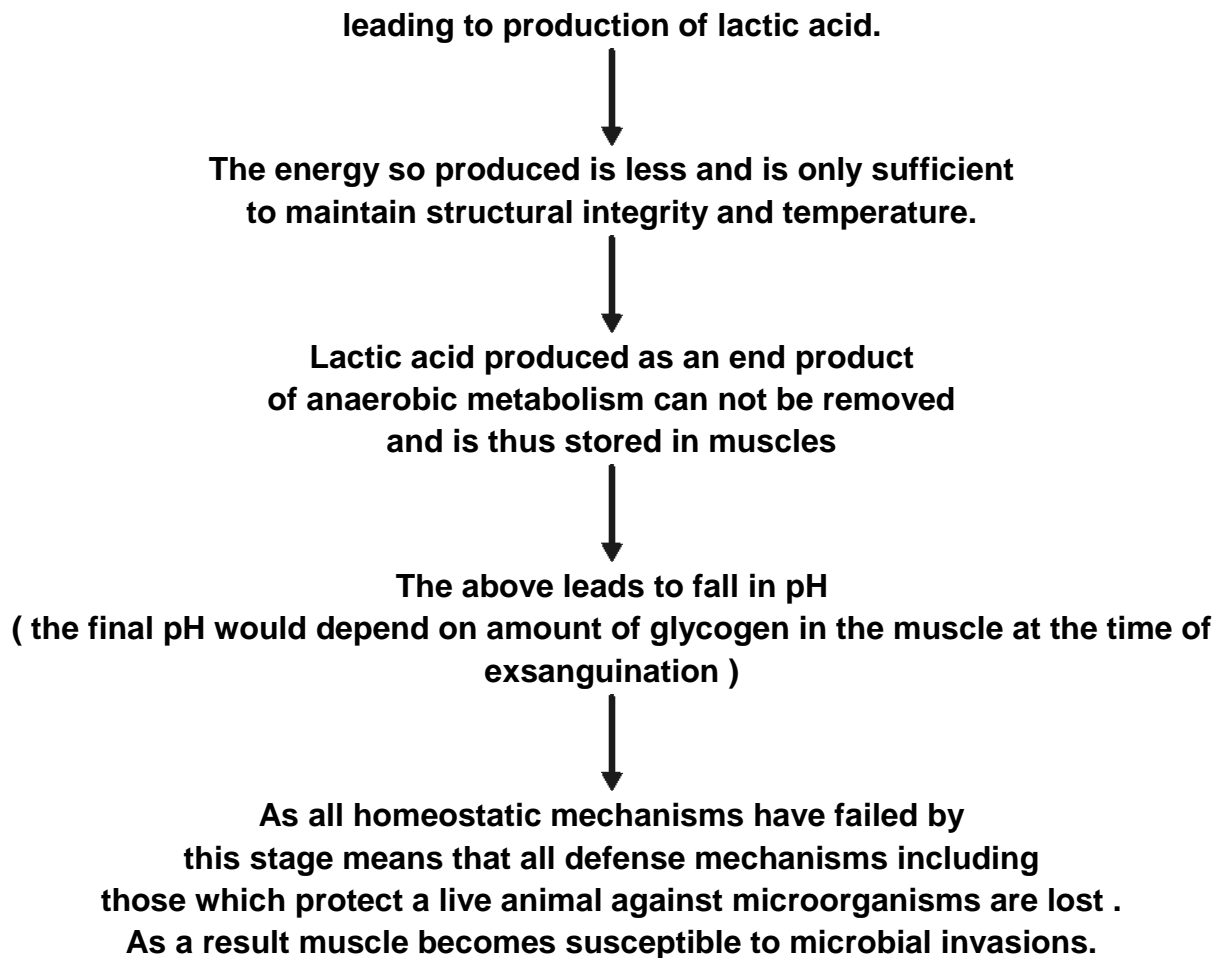 leading to production of lactic acid.
The energy so produced is less and is only sufficient
to maintain structural integrity and temperature.
Lactic acid produced as an end product
of anaerobic metabolism can not be removed
and is thus stored in muscles
The above leads to fall in pH
( the final pH would depend on amount of glycogen in the muscle at the time of
exsanguination )
As all homeostatic mechanisms have failed by
this stage means that all defense mechanisms including
those which protect a live animal against microorganisms are lost .
As a result muscle becomes susceptible to microbial invasions.